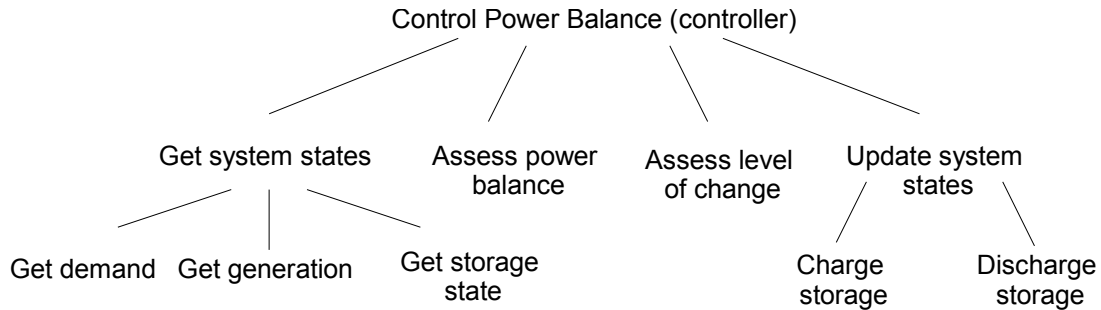 Control Power Balance (controller)
Get system states
Assess power
balance
Assess level
of change
Update system
states
Get demand
Get generation
Get storage
state
Charge
storage
Discharge
storage